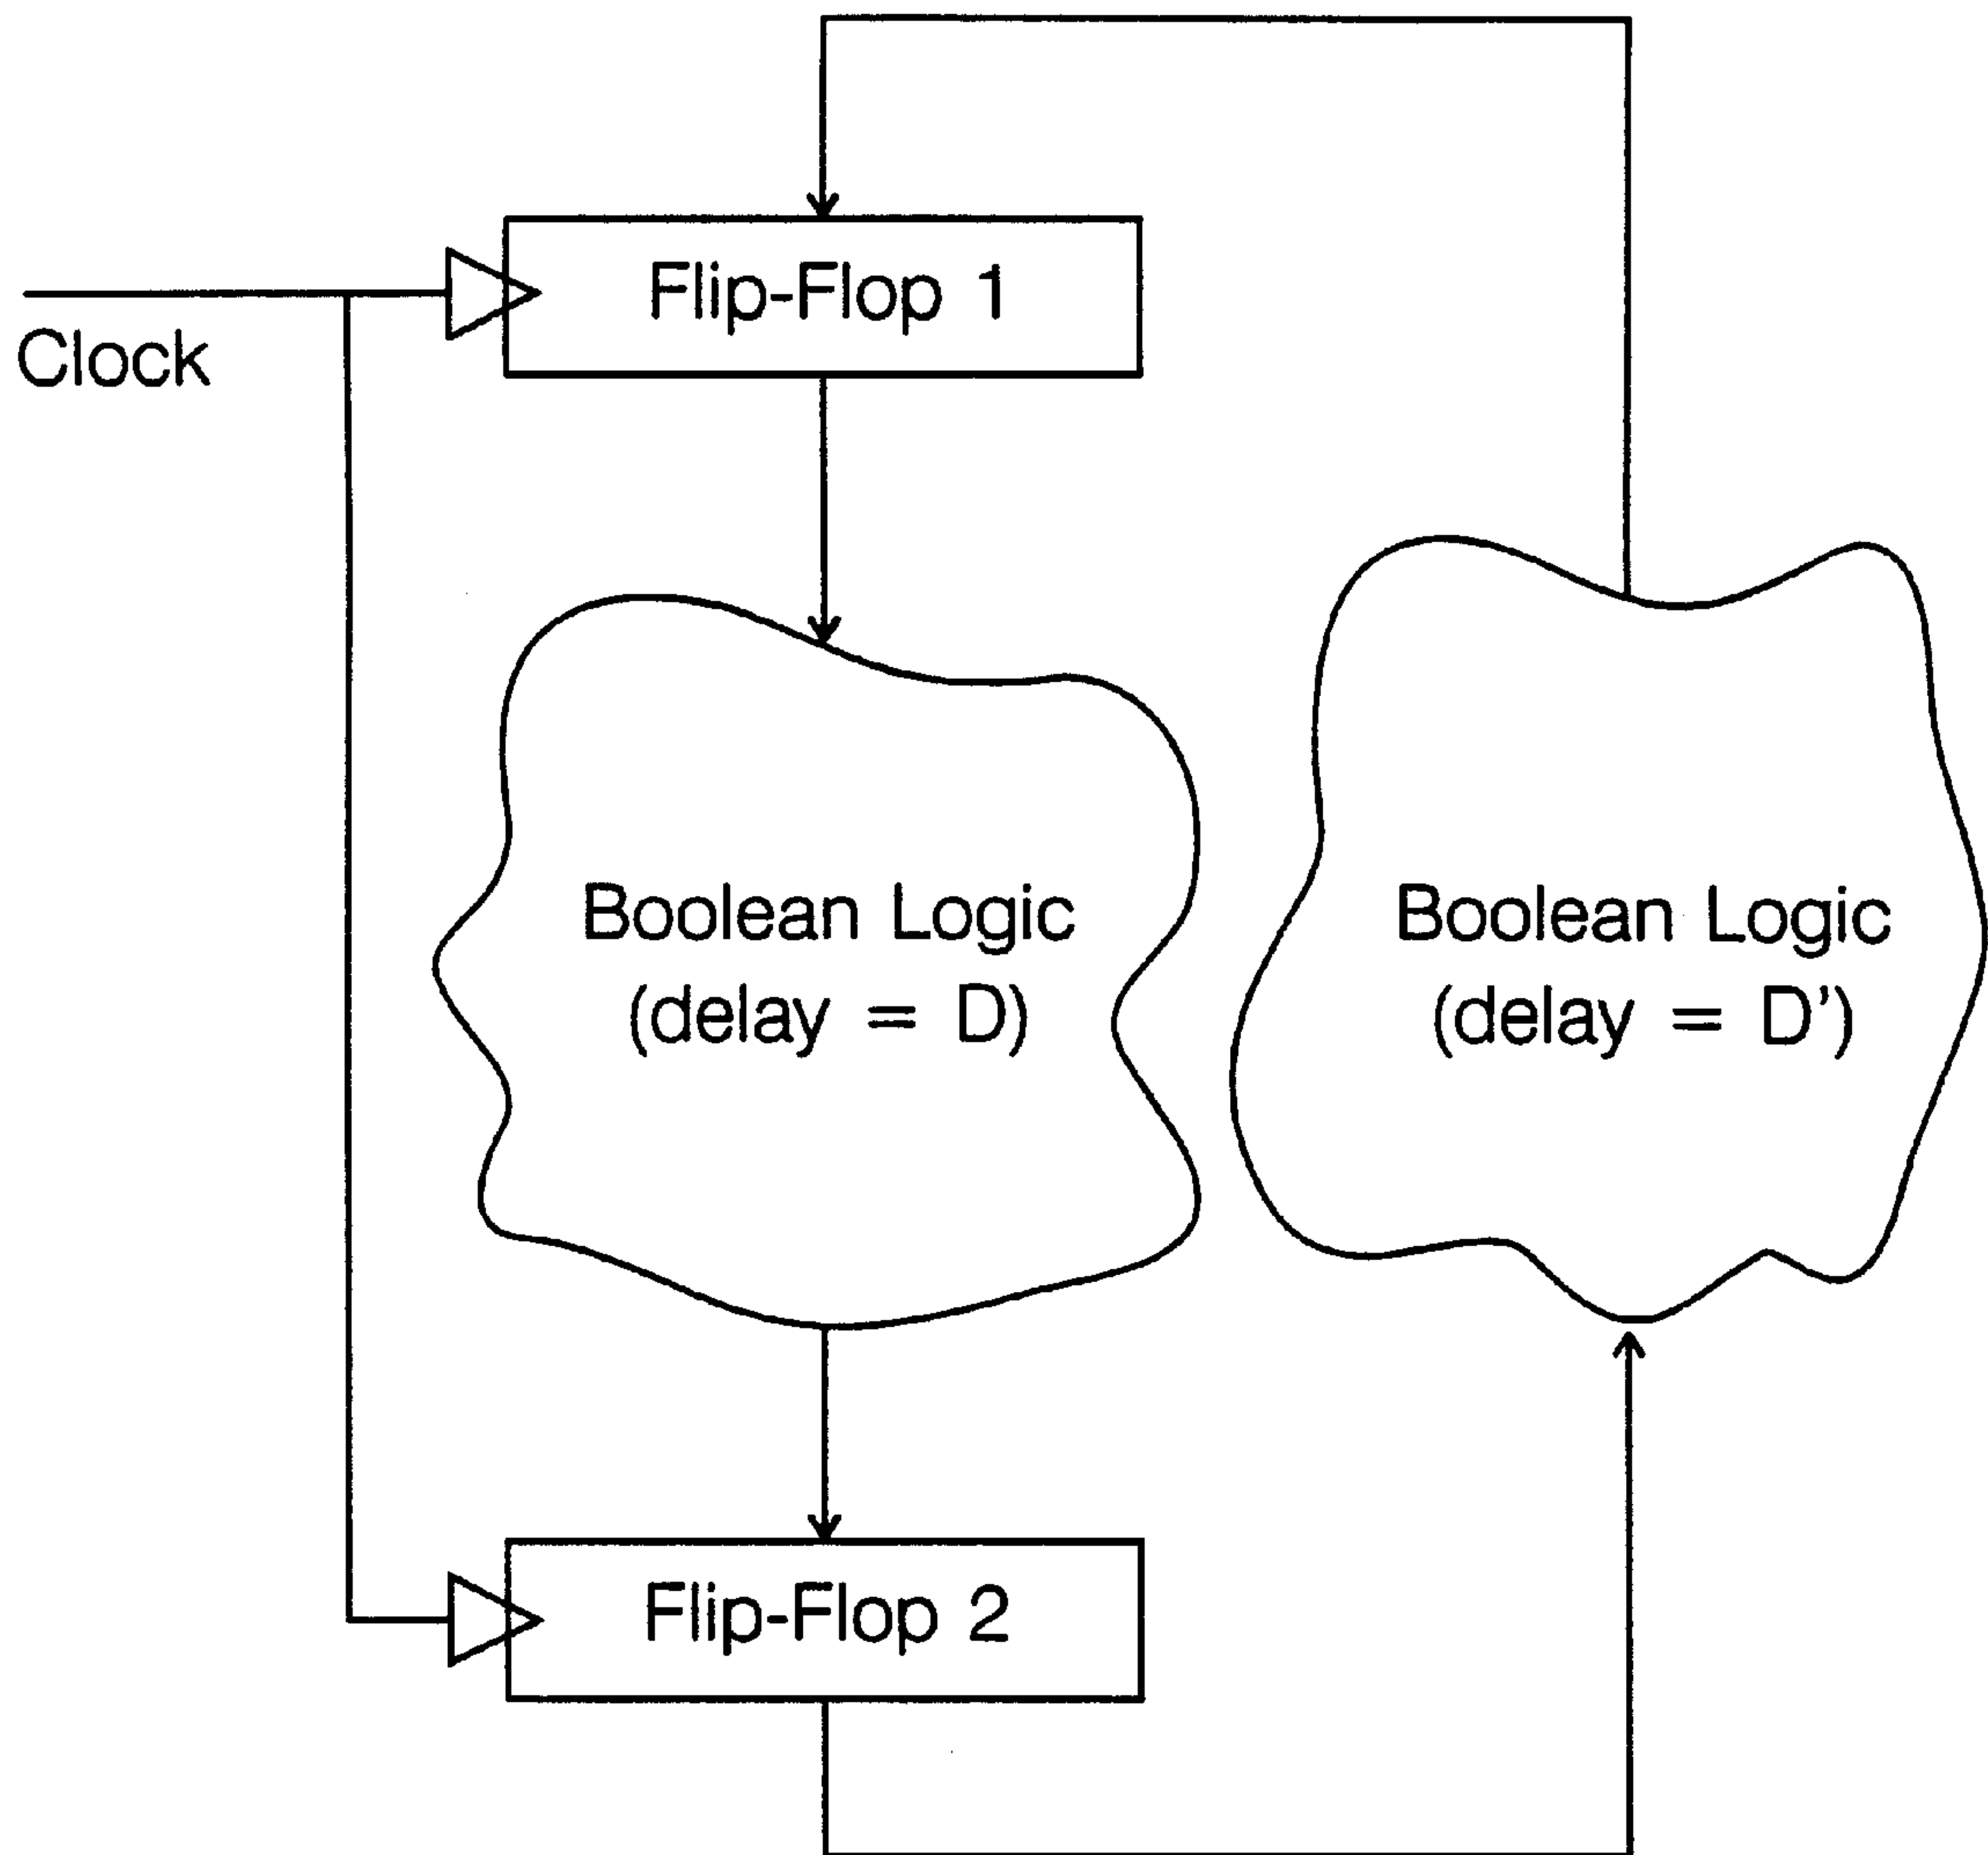 Flip-Flop 1
Clock
Boolean Logic
(delay = D)
Boolean Logic
(delay = D')
Flip-Flop 2